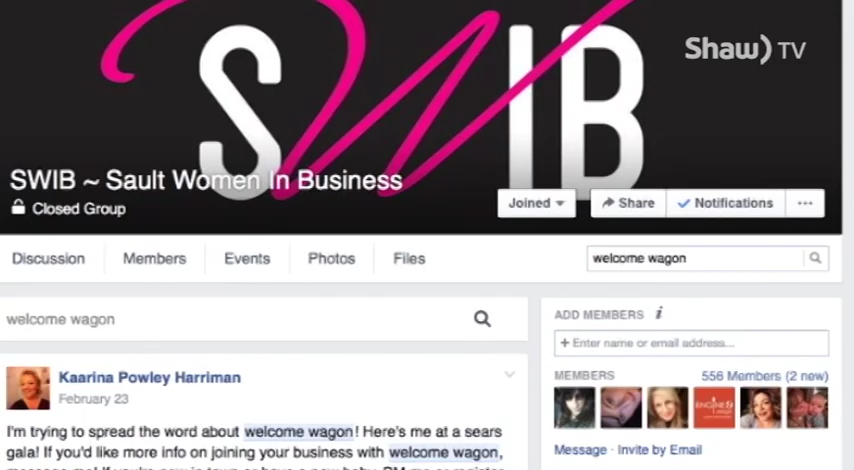 SWIB
Shaw) TV
SWIB ~ Sault Women In Business
Closed Group
Joined
Share
Notifications
Discussion
Members
Events
Photos
Files
welcome wagon
welcome wagon
ADD MEMBERS i
+ Enter name or email address...
Kaarina Powley Harriman
February 23
MEMBERS
556 Members (2 new)
I'm trying to spread the word about welcome wagon! Here's me at a sears
gala! If you'd like more info on joining your business with welcome wagon,
Message · Invite by Email